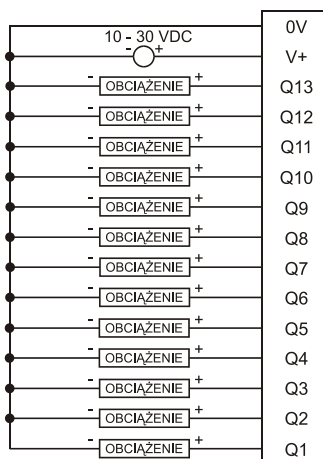 0V
10 - 30 VDC
- + V+
- OBCIĄŻENIE + Q13
- OBCIĄŻENIE + Q12
- OBCIĄŻENIE + Q11
- OBCIĄŻENIE + Q10
- OBCIĄŻENIE + Q9
- OBCIĄŻENIE + Q8
- OBCIĄŻENIE + Q7
- OBCIĄŻENIE + Q6
- OBCIĄŻENIE + Q5
- OBCIĄŻENIE + Q4
- OBCIĄŻENIE + Q3
- OBCIĄŻENIE + Q2
- OBCIĄŻENIE + Q1